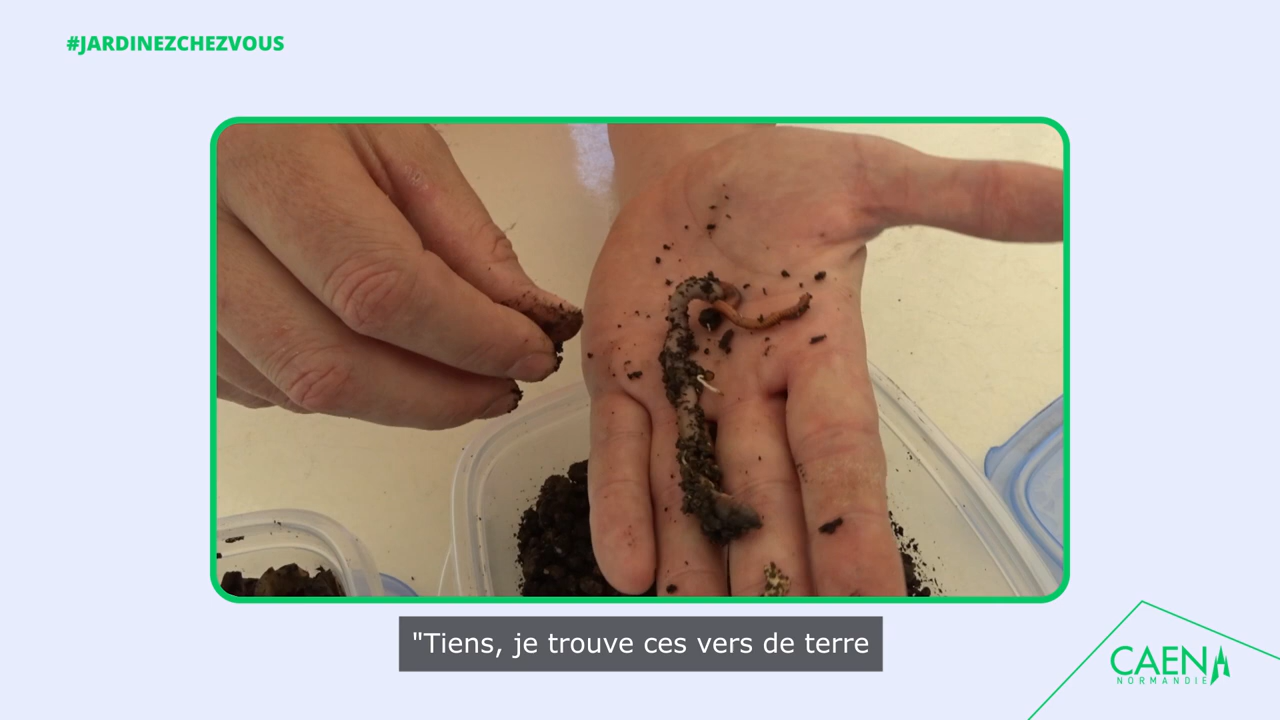 #JARDINEZCHEZVOUS
"Tiens, je trouve ces vers de terre
CAEN
NORMANDIE